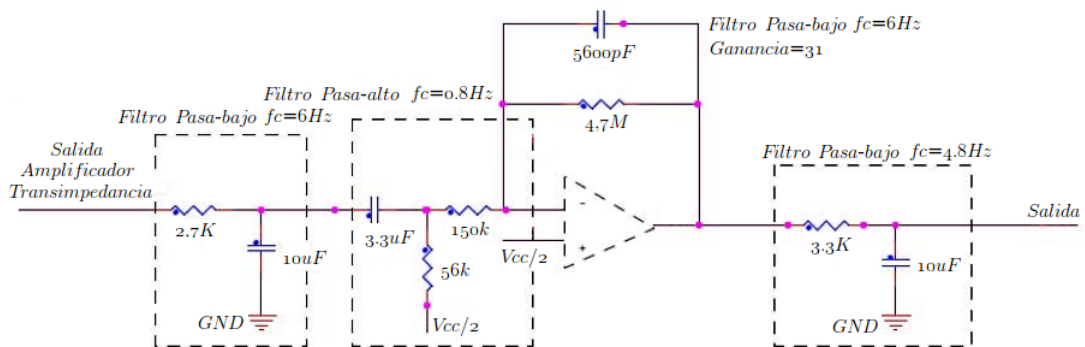 Filtro Pasa-bajo fc=6Hz
Ganancia=31
5600pF
4,7M
Filtro Pasa-alto fc=0.8Hz
Filtro Pasa-bajo fc=6Hz
Salida
Amplificador
Transimpedancia
2.7K
10uF
GND
3.3uF
150k
56k
Vcc/2
-
+
Vcc/2
Filtro Pasa-bajo fc=4.8Hz
3.3K
10uF
GND
Salida